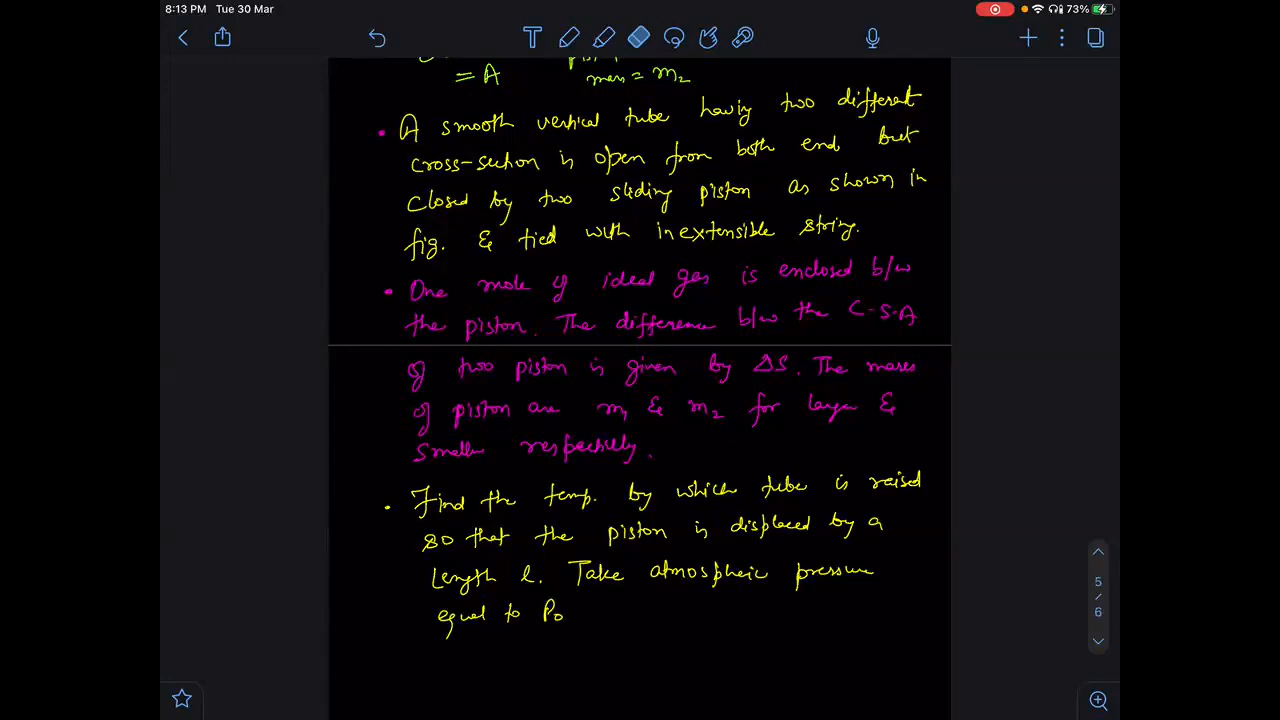 8:13 PM Tue 30 Mar
73%
T
= A
mass = m2
• A smooth vertical tube having two different
cross-section is open from both end but
closed by two sliding piston as shown in
fig. & tied with inextensible string.
• One mole of ideal gas is enclosed b/w
the piston. The difference b/w the C-S-A
of two piston is given by ΔS. The masses
of piston are m1 & m2 for larger &
smaller respectively.
• Find the temp. by which tube is raised
so that the piston is displaced by a
length l. Take atmospheric pressure
equal to P0
5
/
6